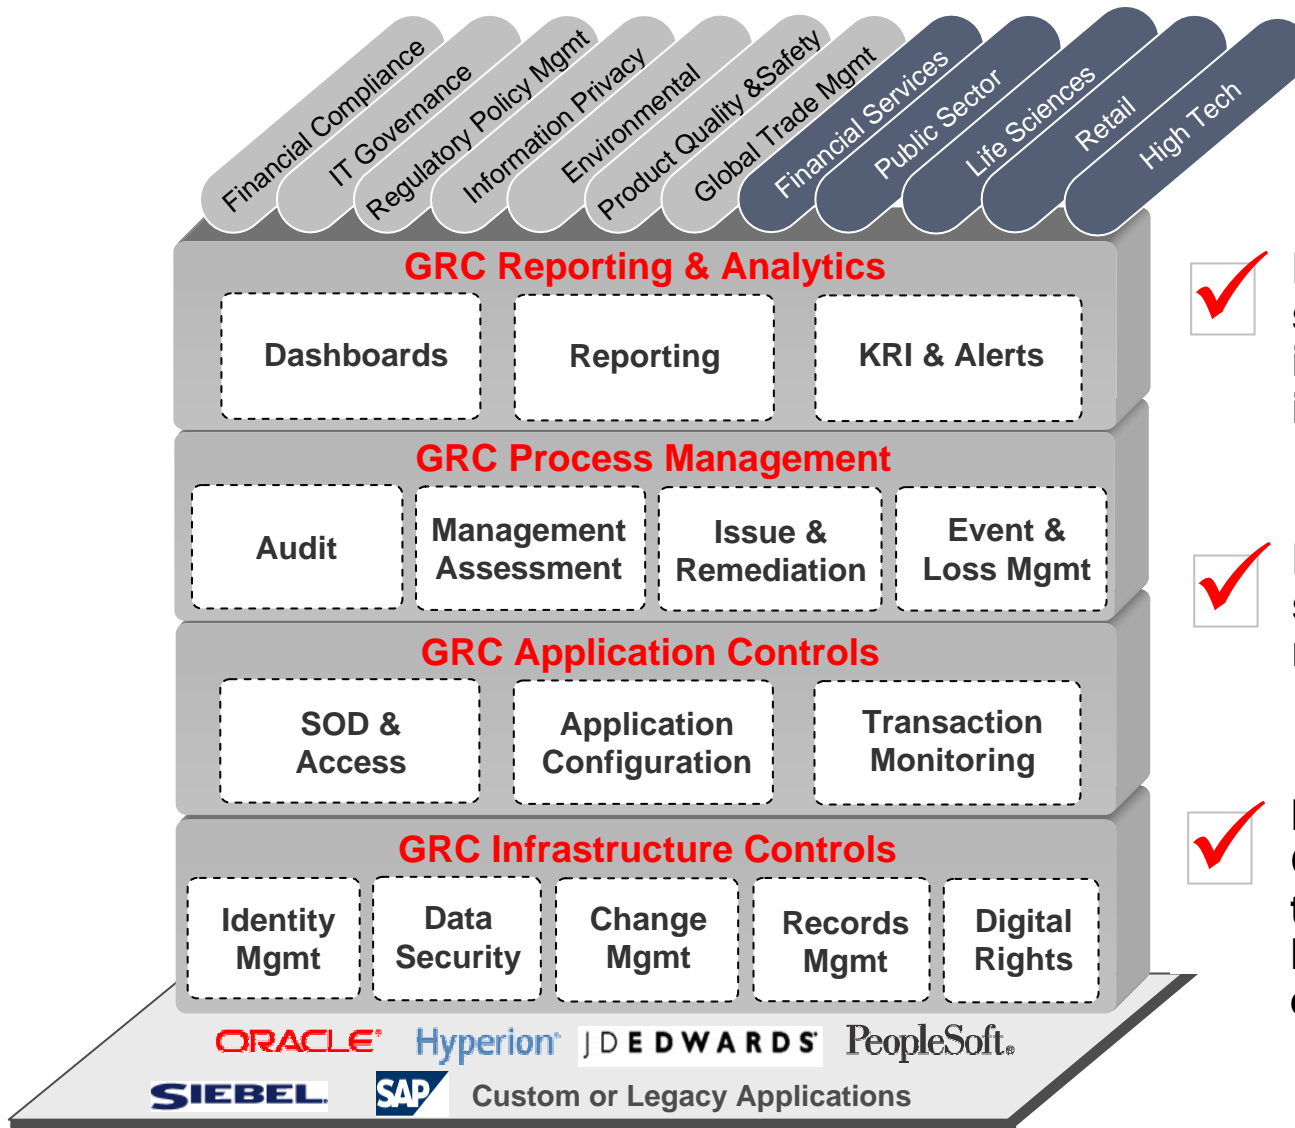 Financial Compliance
IT Governance
Regulatory Policy Mgmt
Information Privacy
Environmental
Product Quality &Safety
Global Trade Mgmt
Financial Services
Public Sector
Life Sciences
Retail
High Tech
GRC Reporting & Analytics
Dashboards
Reporting
KRI & Alerts
GRC Process Management
Audit
Management
Assessment
Issue &
Remediation
Event &
Loss Mgmt
GRC Application Controls
SOD &
Access
Application
Configuration
Transaction
Monitoring
GRC Infrastructure Controls
Identity
Mgmt
Data
Security
Change
Mgmt
Records
Mgmt
Digital
Rights
ORACLE®
Hyperion®
JDEDWARDS®
PeopleSoft®
SIEBEL.
SAP
Custom or Legacy Applications